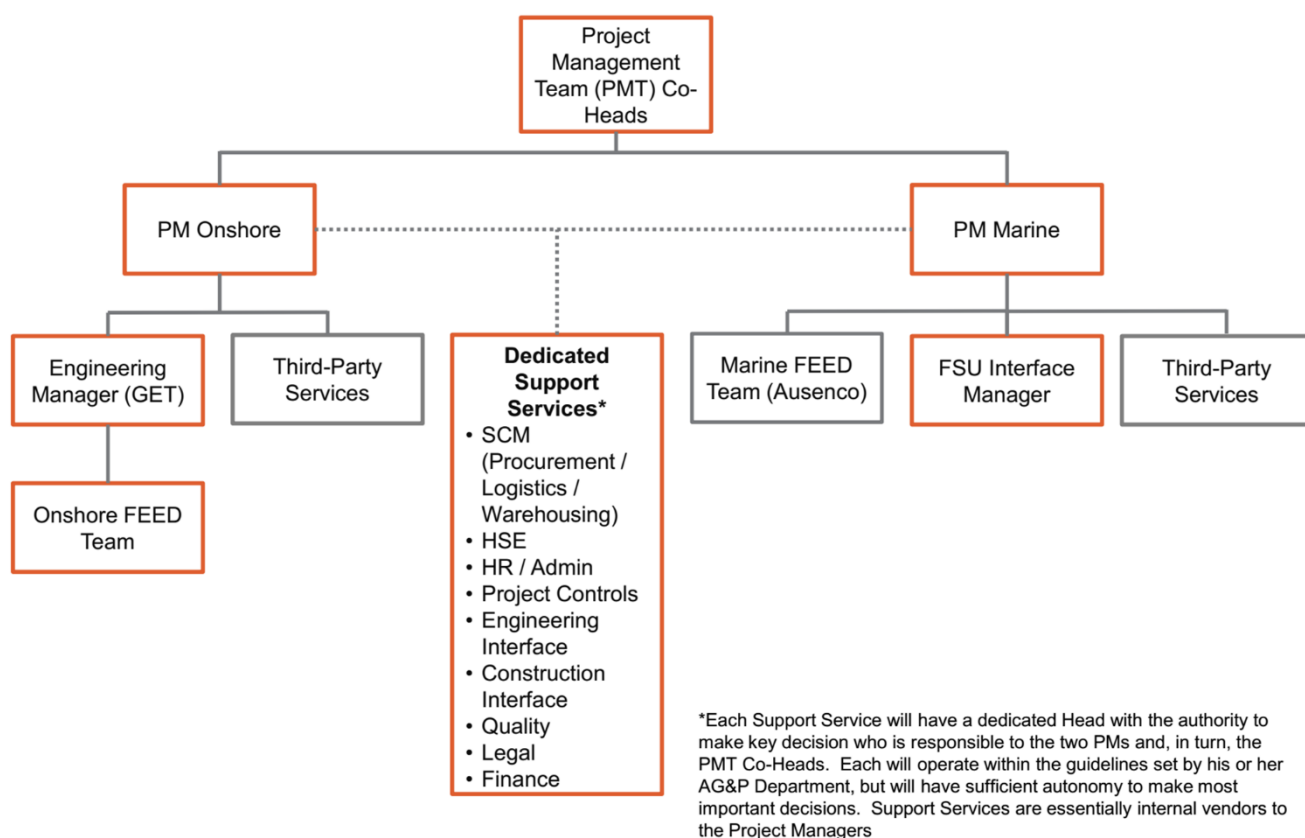 Project
Management
Team (PMT) Co-
Heads
PM Onshore
PM Marine
Engineering
Manager (GET)
Third-Party
Services
Dedicated
Support
Services*
• SCM
(Procurement /
Logistics /
Warehousing)
• HSE
• HR / Admin
• Project Controls
• Engineering
Interface
• Construction
Interface
• Quality
• Legal
• Finance
Marine FEED
Team (Ausenco)
FSU Interface
Manager
Third-Party
Services
Onshore FEED
Team
*Each Support Service will have a dedicated Head with the authority to
make key decision who is responsible to the two PMs and, in turn, the
PMT Co-Heads.  Each will operate within the guidelines set by his or her
AG&P Department, but will have sufficient autonomy to make most
important decisions.  Support Services are essentially internal vendors to
the Project Managers